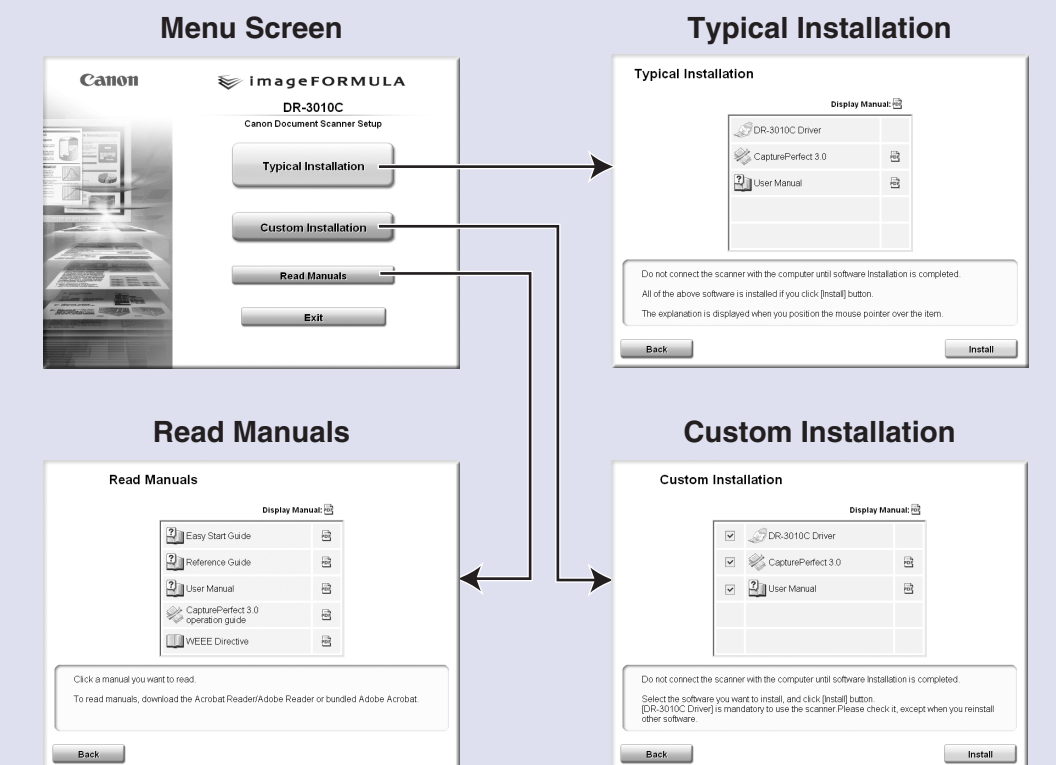 Menu Screen
Canon
imageFORMULA
DR-3010C
Canon Document Scanner Setup
Typical Installation
Custom Installation
Read Manuals
Exit
Typical Installation
Typical Installation
Display Manual:
DR-3010C Driver
CapturePerfect 3.0
User Manual
Do not connect the scanner with the computer until software Installation is completed.
All of the above software is installed if you click [Install] button.
The explanation is displayed when you position the mouse pointer over the item.
Back
Install
Read Manuals
Read Manuals
Display Manual:
Easy Start Guide
Reference Guide
User Manual
CapturePerfect 3.0
operation guide
WEEE Directive
Click a manual you want to read.
To read manuals, download the Acrobat Reader/Adobe Reader or bundled Adobe Acrobat.
Back
Custom Installation
Custom Installation
Display Manual:
DR-3010C Driver
CapturePerfect 3.0
User Manual
Do not connect the scanner with the computer until software Installation is completed.
Select the software you want to install, and click [Install] button.
[DR-3010C Driver] is mandatory to use the scanner.Please check it, except when you reinstall
other software.
Back
Install